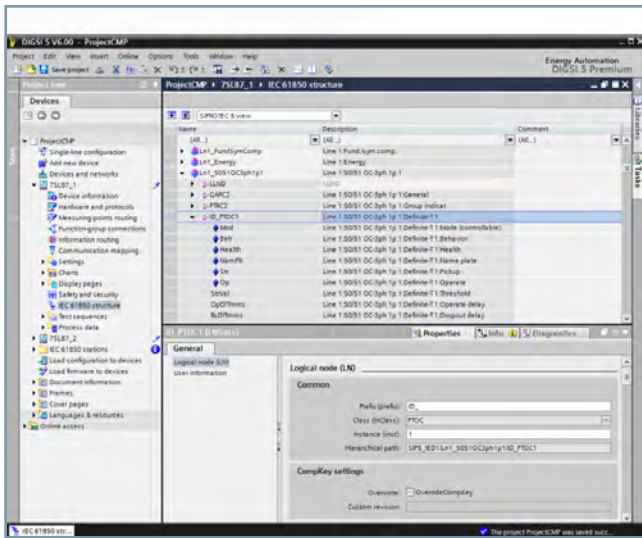 DIGSI 5 V6.00 - ProjectCMP
Project Edit View Insert Online Options Tools Window Help
Save project
Energy Automation
DIGSI 5 Premium
Project tree
ProjectCMP 7SL87_1 IEC 61850 structure
Devices
SIPROTEC 5 view
Name Description Comment
(All...) (All...) (All...)
Ln1_FundSymComp Line 1:Fund./sym.comp.
Ln1_Energy Line 1:Energy
Ln1_5051OC3ph1p1 Line 1:50/51 OC-3ph 1p 1
LLN0 LLN0
GAPC2 Line 1:50/51 OC-3ph 1p 1:General
PTRC2 Line 1:50/51 OC-3ph 1p 1:Group indicat.
ID_PTOC1 Line 1:50/51 OC-3ph 1p 1:Definite-T 1
Mod Line 1:50/51 OC-3ph 1p 1:Definite-T 1:Mode (controllable)
Beh Line 1:50/51 OC-3ph 1p 1:Definite-T 1:Behavior
Health Line 1:50/51 OC-3ph 1p 1:Definite-T 1:Health
NamPlt Line 1:50/51 OC-3ph 1p 1:Definite-T 1:Name plate
Str Line 1:50/51 OC-3ph 1p 1:Definite-T 1:Pickup
Op Line 1:50/51 OC-3ph 1p 1:Definite-T 1:Operate
StrVal Line 1:50/51 OC-3ph 1p 1:Definite-T 1:Threshold
OpDlTmms Line 1:50/51 OC-3ph 1p 1:Definite-T 1:Operate delay
RsDlTmms Line 1:50/51 OC-3ph 1p 1:Definite-T 1:Dropout delay
ProjectCMP
Single-line configuration
Add new device
Devices and networks
7SL87_1
Device information
Hardware and protocols
Measuring-points routing
Function-group connections
Information routing
Communication mapping
Settings
Charts
Display pages
Safety and security
IEC 61850 structure
Test sequences
Process data
7SL87_2
IEC 61850 stations
Load configuration to devices
Load firmware to devices
Document information
Frames
Cover pages
Languages & resources
Online access
Libraries
Tasks
Properties Info Diagnostics
General
Logical node (LN)
User information
Logical node (LN)
Common
Prefix (prefix): ID_
Class (lnClass): PTOC
Instance (inst): 1
Hierarchical path: SIP5_IED1/Ln1_5051OC3ph1p1/ID_PTOC1
CompKey settings
Overwrite: OverrideCompKey
Custom revision:
IEC 61850 str...
The project ProjectCMP was saved succ...